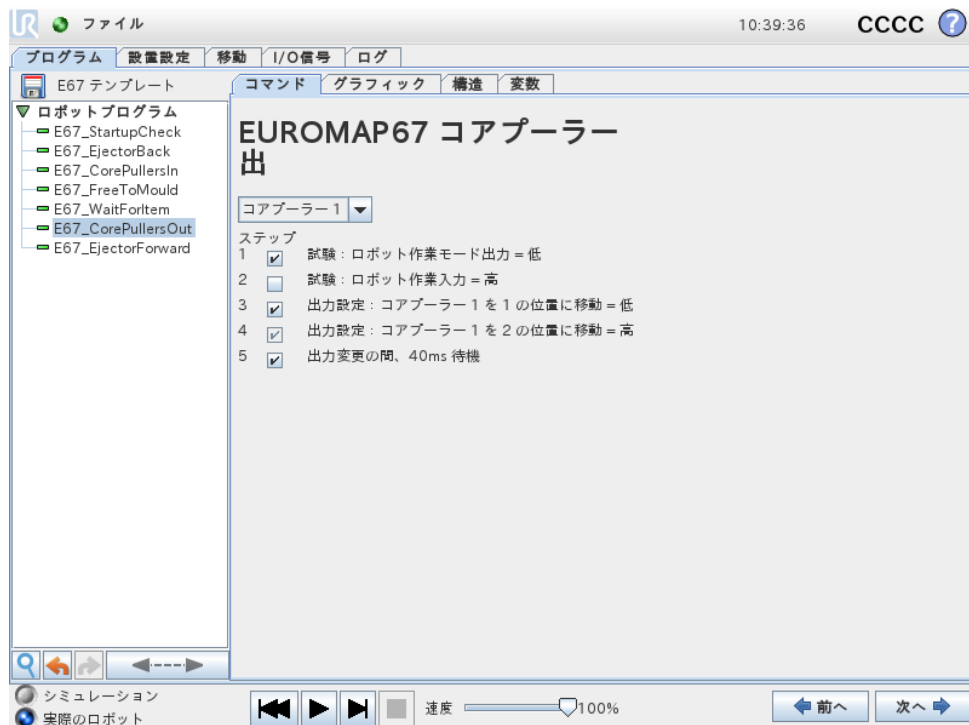 UR ファイル 10:39:36 CCCC ?
プログラム 設置設定 移動 I/O信号 ログ
E67 テンプレート
コマンド グラフィック 構造 変数
ロボットプログラム
E67_StartupCheck
E67_EjectorBack
E67_CorePullersIn
E67_FreeToMould
E67_WaitForItem
E67_CorePullersOut
E67_EjectorForward
EUROMAP67 コアプーラー
出
コアプーラー 1
ステップ
1 試験：ロボット作業モード出力 = 低
2 試験：ロボット作業入力 = 高
3 出力設定：コアプーラー 1 を 1 の位置に移動 = 低
4 出力設定：コアプーラー 1 を 2 の位置に移動 = 高
5 出力変更の間、40ms 待機
シミュレーション
実際のロボット
速度 100%
前へ 次へ